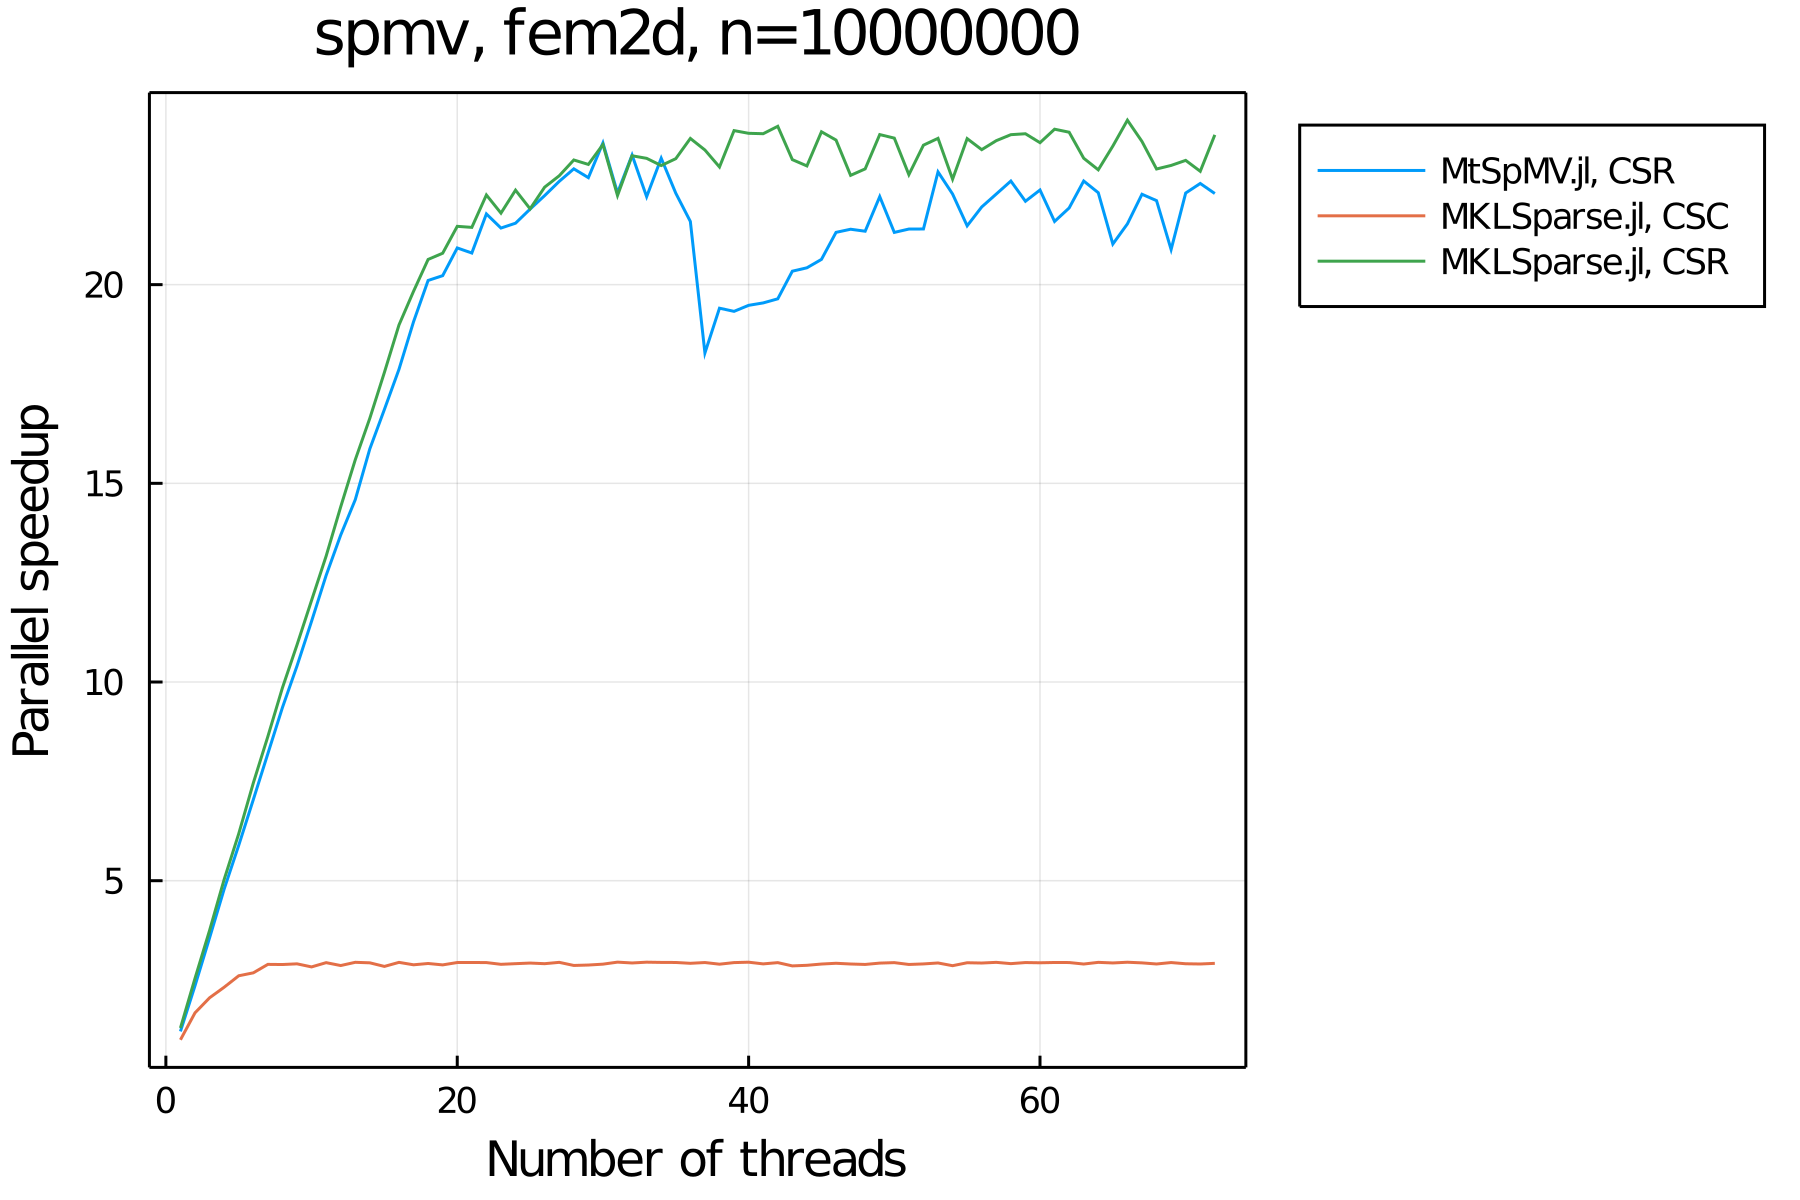 spmv, fem2d, n=10000000
Parallel speedup
20
15
10
5
0
20
40
60
Number of threads
MtSpMV.jl, CSR
MKLSparse.jl, CSC
MKLSparse.jl, CSR